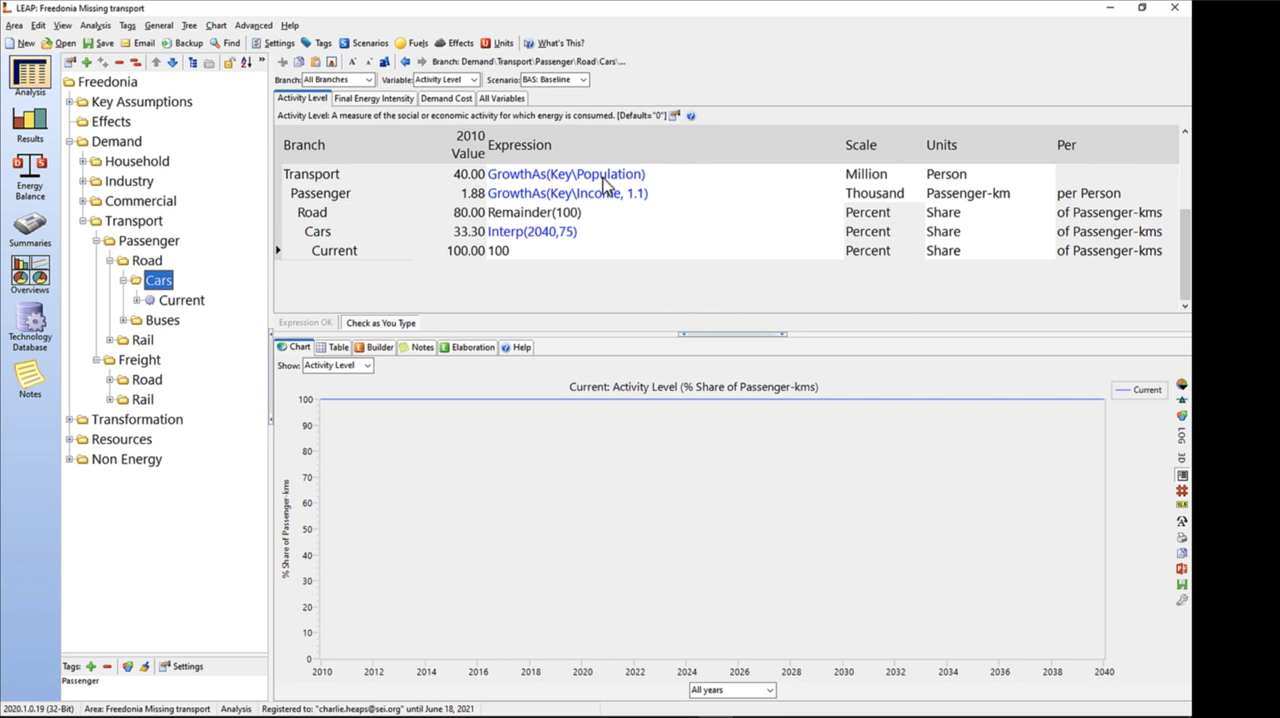 LEAP: Freedonia Missing transport
Area Edit View Analysis Tags General Tree Chart Advanced Help
New Open Save Email Backup Find Settings Tags Scenarios Fuels Effects Units What's This?
Analysis
Results
Energy Balance
Summaries
Overviews
Technology Database
Notes
Freedonia
Key Assumptions
Effects
Demand
Household
Industry
Commercial
Transport
Passenger
Road
Cars
Current
Buses
Rail
Freight
Road
Rail
Transformation
Resources
Non Energy
Tags: Settings
Passenger
Branch: Demand\Transport\Passenger\Road\Cars\...
Branch: All Branches Variable: Activity Level Scenario: BAS: Baseline
Activity Level Final Energy Intensity Demand Cost All Variables
Activity Level: A measure of the social or economic activity for which energy is consumed. [Default="0"]
Branch 2010 Value Expression Scale Units Per
Transport 40.00 GrowthAs(Key\Population) Million Person
Passenger 1.88 GrowthAs(Key\Income, 1.1) Thousand Passenger-km per Person
Road 80.00 Remainder(100) Percent Share of Passenger-kms
Cars 33.30 Interp(2040,75) Percent Share of Passenger-kms
Current 100.00 100 Percent Share of Passenger-kms
Expression OK Check as You Type
Chart Table Builder Notes Elaboration Help
Show: Activity Level
Current: Activity Level (% Share of Passenger-kms)
Current
% Share of Passenger-kms
100
90
80
70
60
50
40
30
20
10
0
2010 2012 2014 2016 2018 2020 2022 2024 2026 2028 2030 2032 2034 2036 2038 2040
All years
LOG
3D
2020.1.0.19 (32-Bit) Area: Freedonia Missing transport Analysis Registered to: "charlie.heaps@sei.org" until June 18, 2021